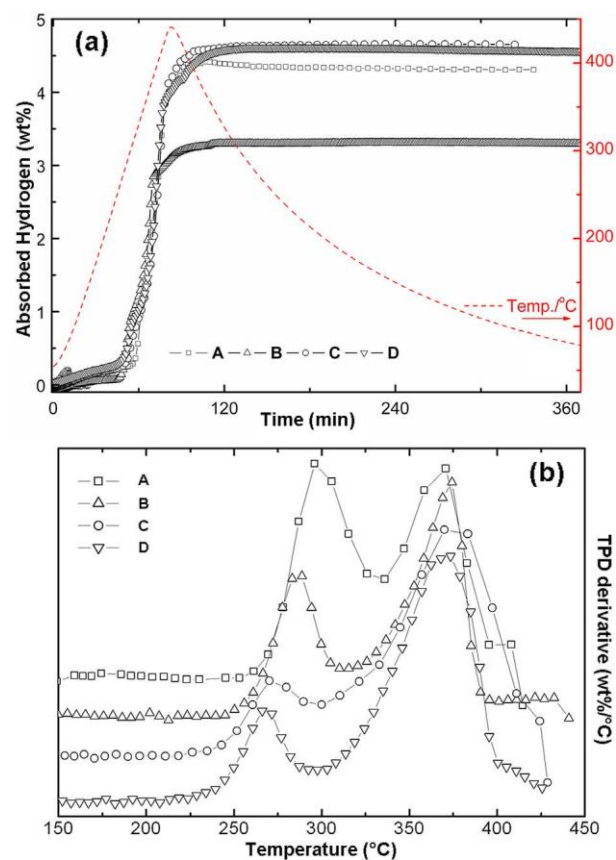 (a)
5
4
3
2
1
0
Absorbed Hydrogen (wt%)
400
300
200
100
Temp./°C
A B C D
0 120 240 360
Time (min)
(b)
A
B
C
D
TPD derivative (wt%/°C)
150 200 250 300 350 400 450
Temperature (°C)